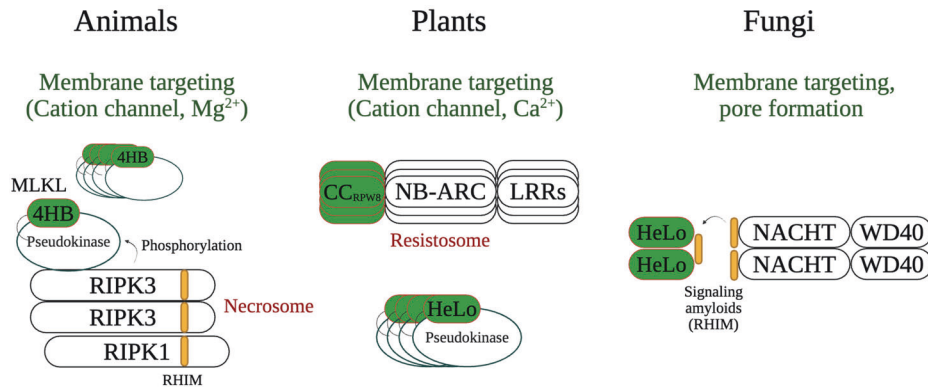 Animals
Membrane targeting
(Cation channel, Mg²⁺)
4HB
MLKL
4HB
Pseudokinase
Phosphorylation
RIPK3
RIPK3
RIPK1
Necrosome
RHIM
Plants
Membrane targeting
(Cation channel, Ca²⁺)
CC_RPW8 NB-ARC LRRs
Resistosome
HeLo
Pseudokinase
Fungi
Membrane targeting,
pore formation
HeLo NACHT WD40
HeLo NACHT WD40
Signaling
amyloids
(RHIM)